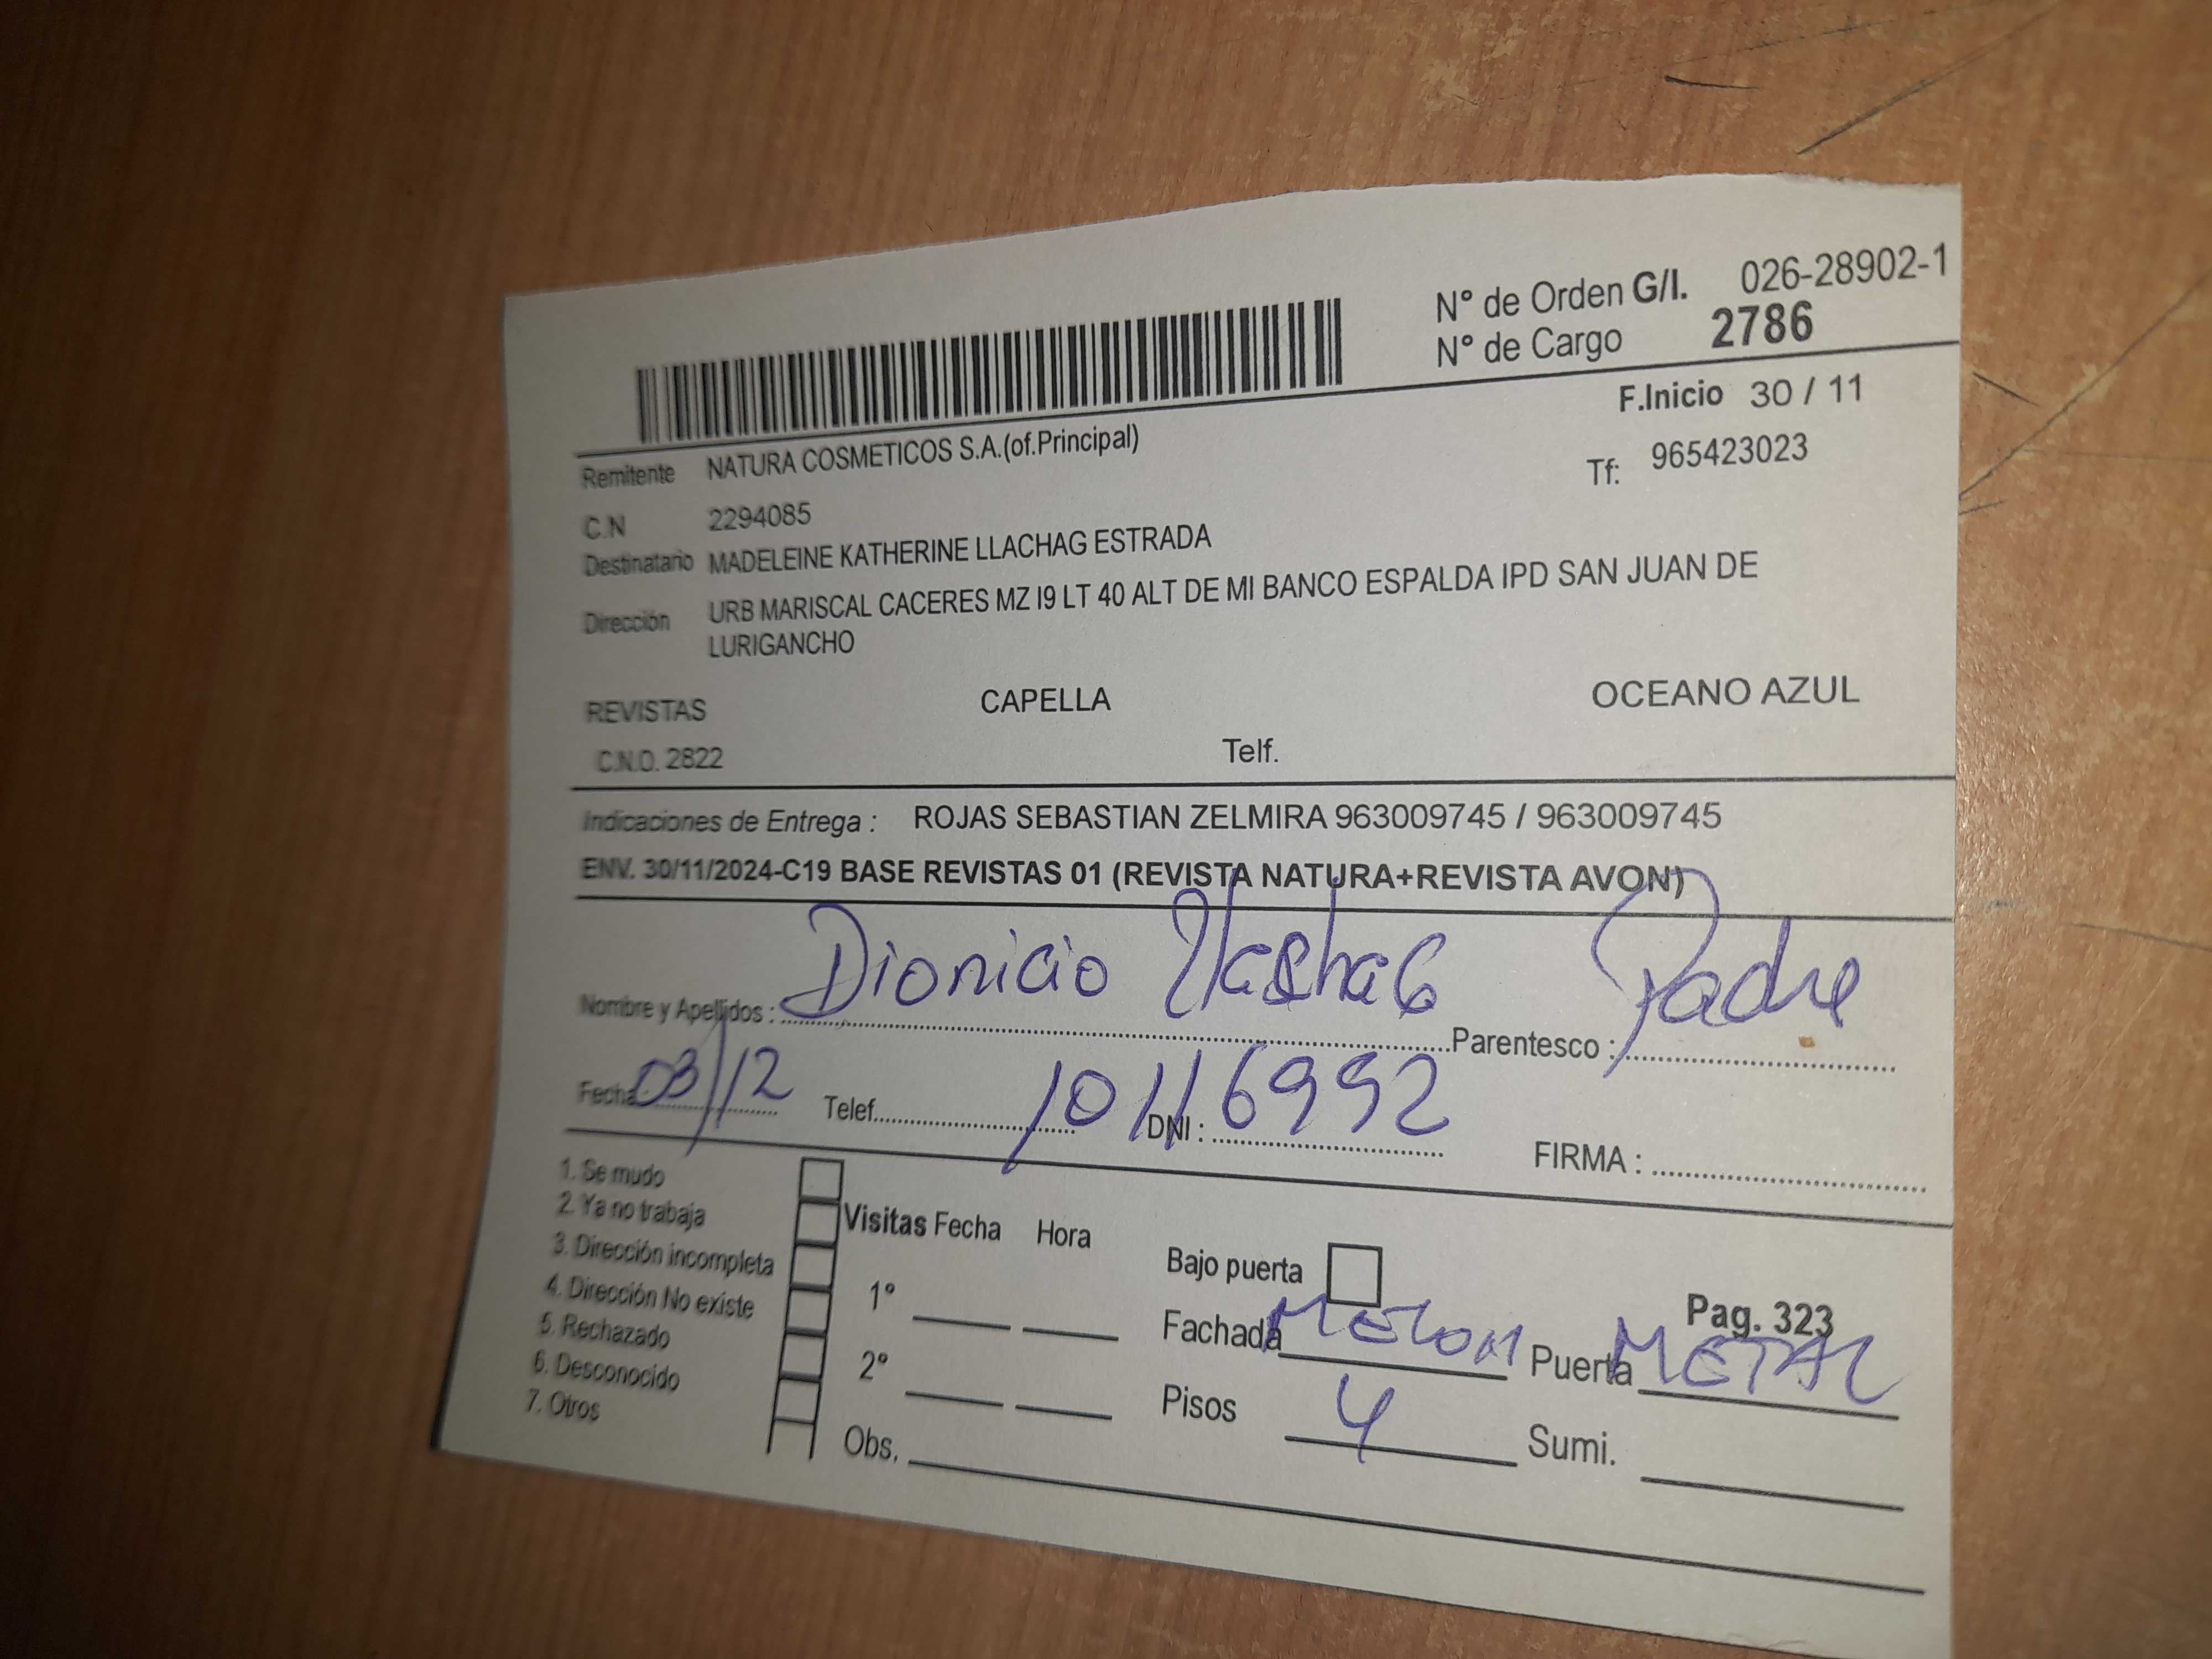 N° de Orden G/I. 026-28902-1
N° de Cargo 2786
F.Inicio 30 / 11
Remitente NATURA COSMETICOS S.A.(of.Principal)
Tf: 965423023
C.N 2294085
Destinatario MADELEINE KATHERINE LLACHAG ESTRADA
Dirección URB MARISCAL CACERES MZ I9 LT 40 ALT DE MI BANCO ESPALDA IPD SAN JUAN DE
LURIGANCHO
REVISTAS CAPELLA OCEANO AZUL
C.N.O. 2822 Telf.
Indicaciones de Entrega : ROJAS SEBASTIAN ZELMIRA 963009745 / 963009745
ENV. 30/11/2024-C19 BASE REVISTAS 01 (REVISTA NATURA+REVISTA AVON)
Nombre y Apellidos : Dionicio LlachaG Parentesco : Padre
Fecha 03/12 Telef. DNI : 10116992 FIRMA :
1. Se mudo
2. Ya no trabaja
3. Dirección incompleta
4. Dirección No existe
5. Rechazado
6. Desconocido
7. Otros
Visitas Fecha Hora
1°
2°
Obs.
Bajo puerta
Pag. 323
Fachada MELON Puerta METAL
Pisos 4 Sumi.